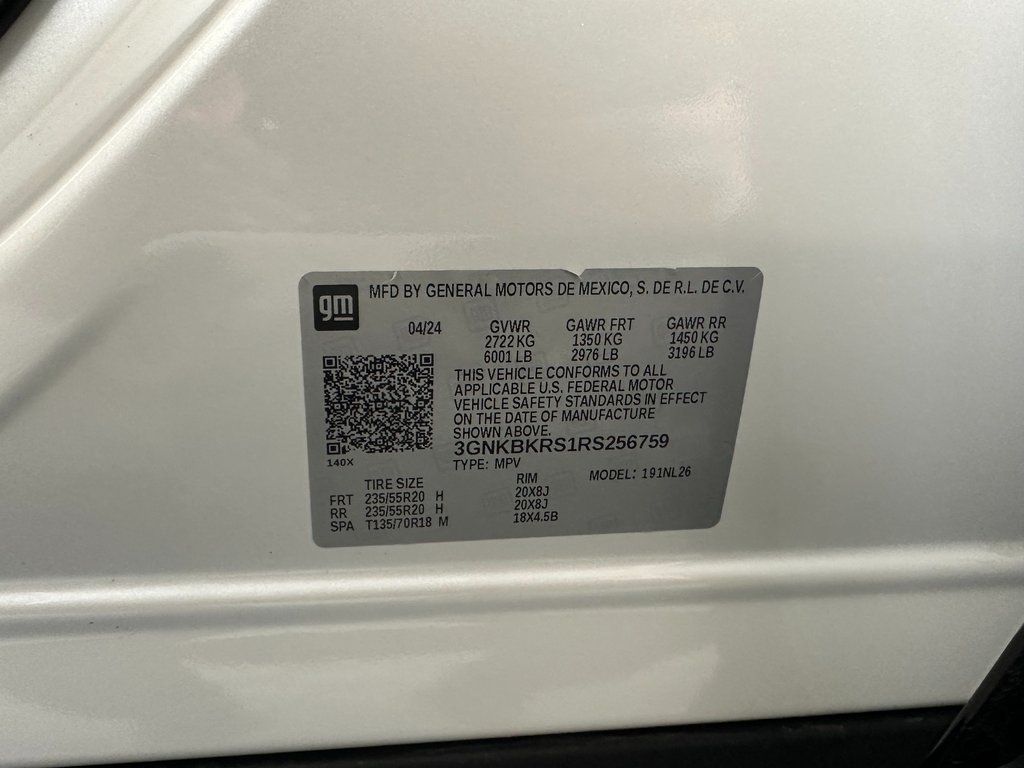 gm
MFD BY GENERAL MOTORS DE MEXICO, S. DE R.L. DE C.V.
04/24 GVWR GAWR FRT GAWR RR
2722 KG 1350 KG 1450 KG
6001 LB 2976 LB 3196 LB
THIS VEHICLE CONFORMS TO ALL
APPLICABLE U.S. FEDERAL MOTOR
VEHICLE SAFETY STANDARDS IN EFFECT
ON THE DATE OF MANUFACTURE
SHOWN ABOVE.
3GNKBKRS1RS256759
140X
TYPE: MPV MODEL: 191NL26
TIRE SIZE RIM
FRT 235/55R20 H 20X8J
RR 235/55R20 H 20X8J
SPA T135/70R18 M 18X4.5B